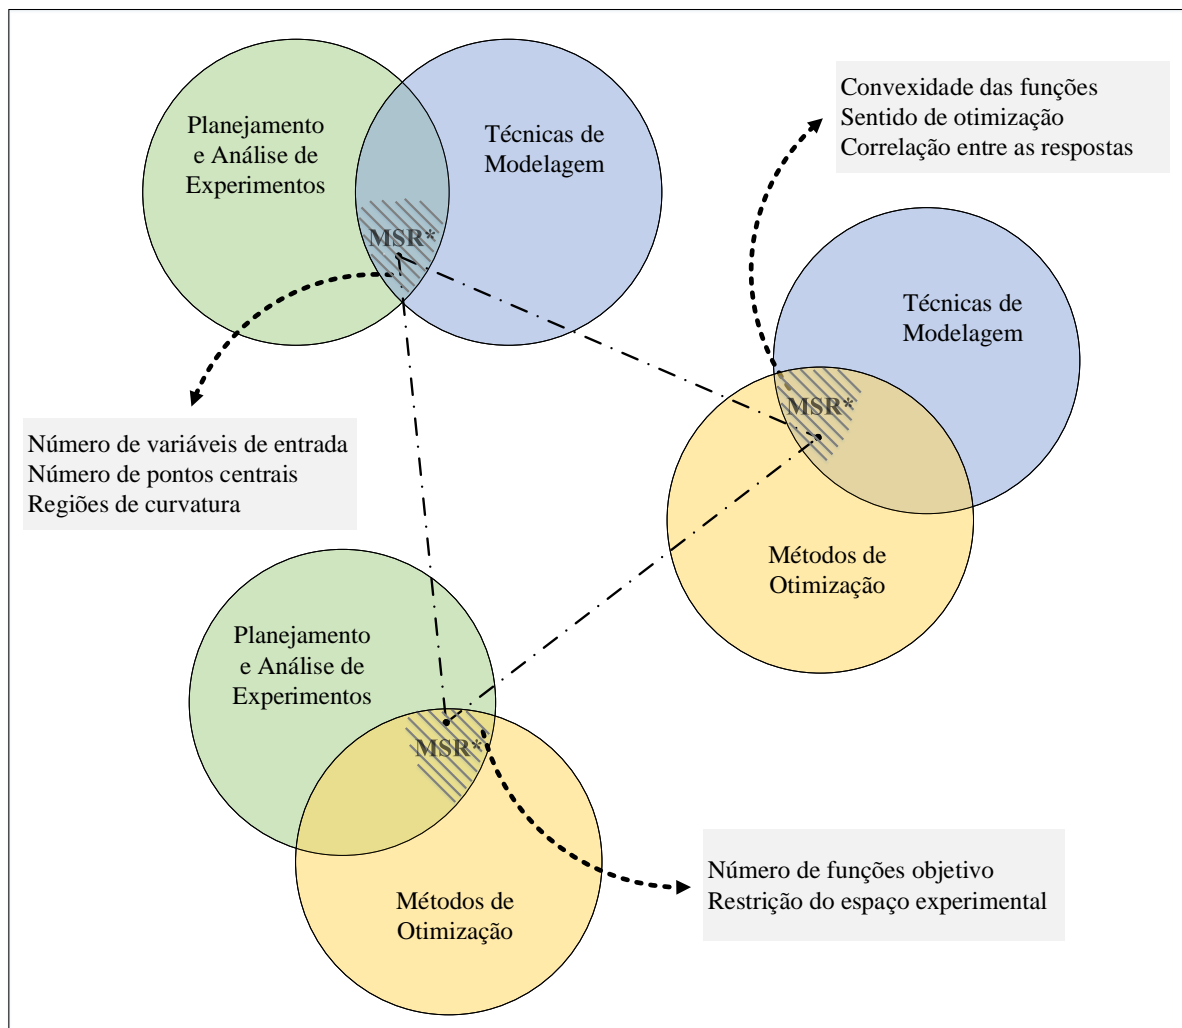 Planejamento
e Análise de
Experimentos
Técnicas de
Modelagem
MSR*
Convexidade das funções
Sentido de otimização
Correlação entre as respostas
Técnicas de
Modelagem
MSR*
Métodos de
Otimização
Número de variáveis de entrada
Número de pontos centrais
Regiões de curvatura
Planejamento
e Análise de
Experimentos
MSR*
Métodos de
Otimização
Número de funções objetivo
Restrição do espaço experimental